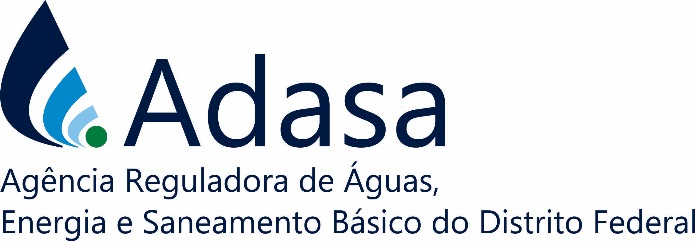 Adasa
Agência Reguladora de Águas,
Energia e Saneamento Básico do Distrito Federal